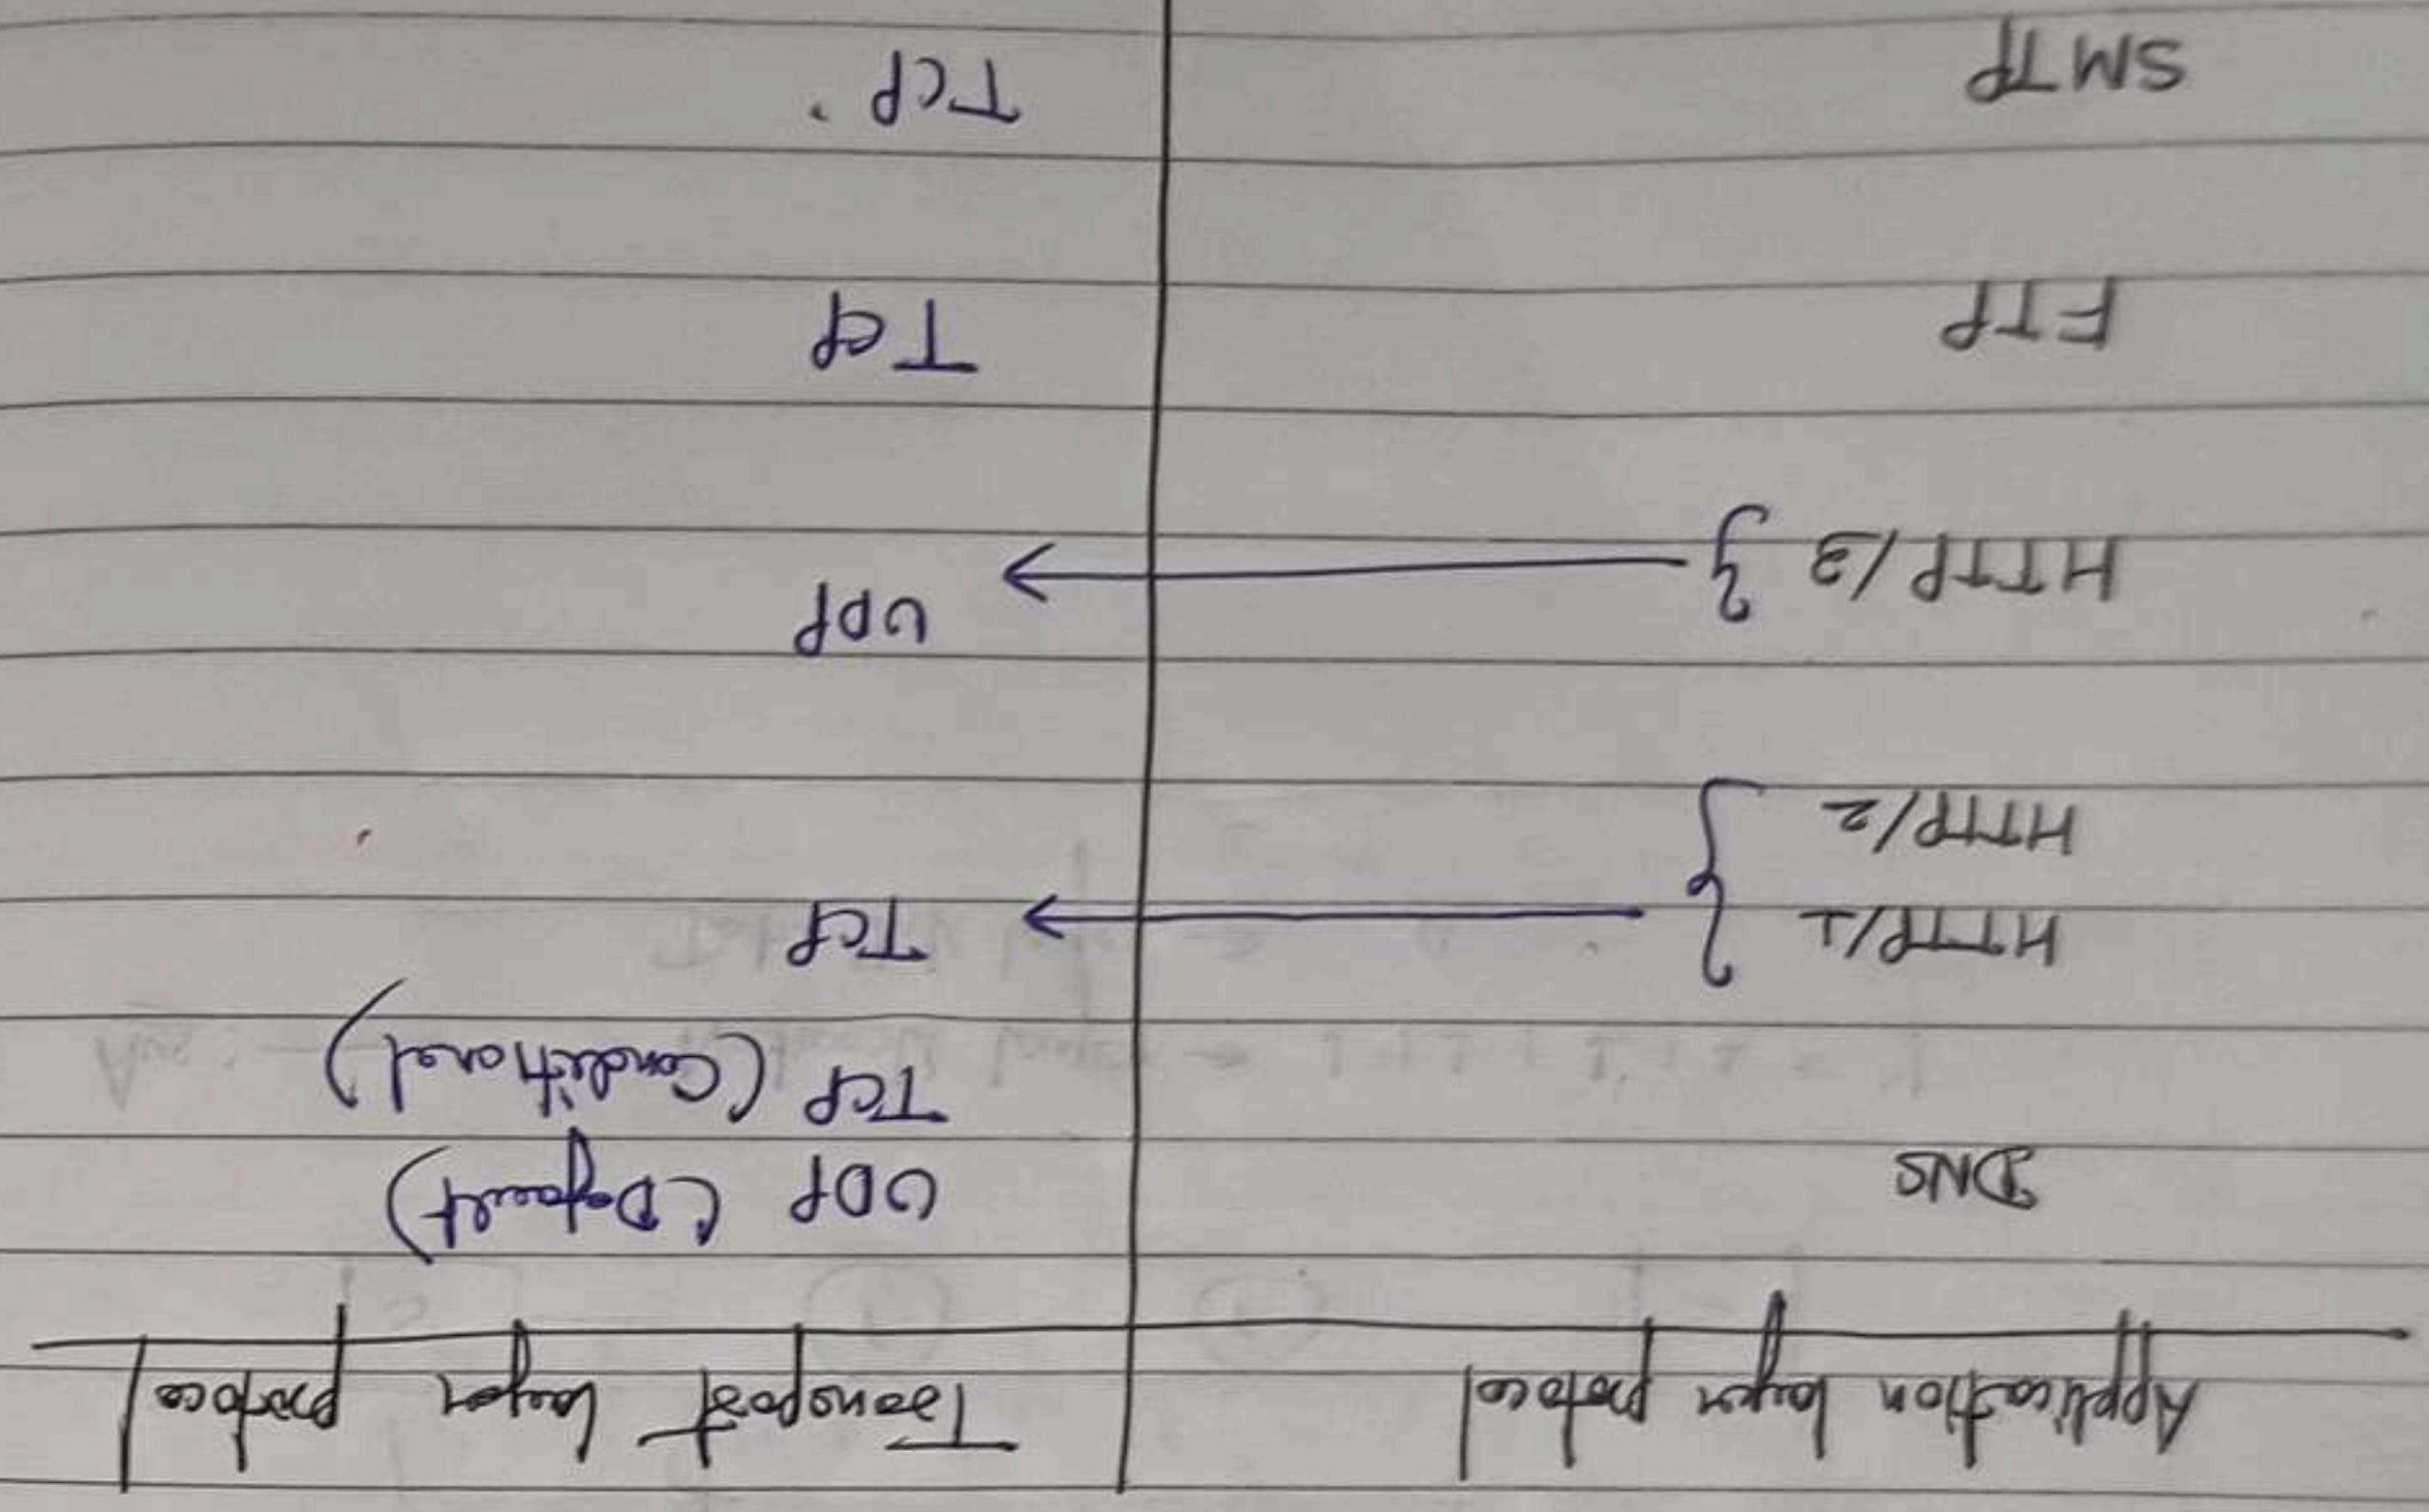 Application layer protocol | Transport layer protocol
DNS | UDP (Default)
TCP (Conditional)
HTTP/1 } → TCP
HTTP/2
HTTP/3 } → UDP
FTP | TCP
SMTP | TCP